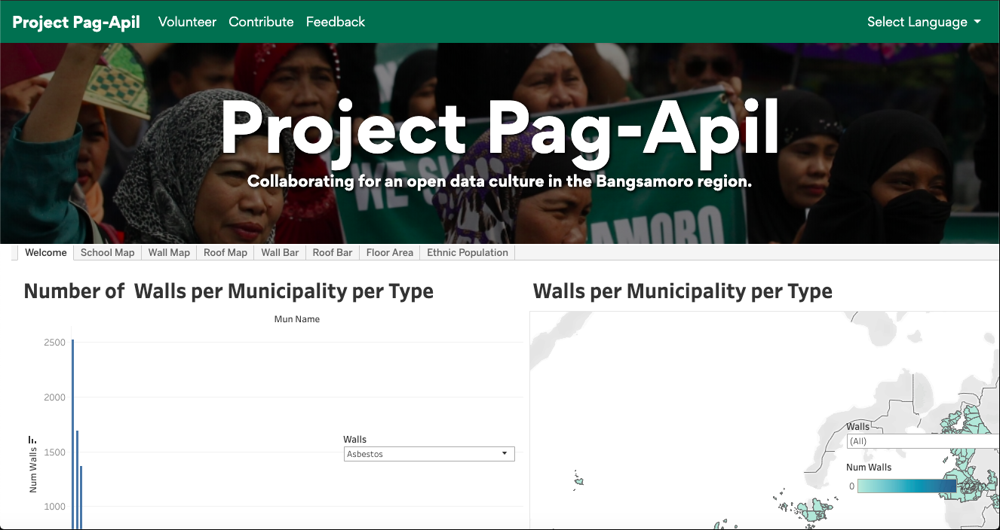 Project Pag-Apil Volunteer Contribute Feedback Select Language
Project Pag-Apil
WE
AMORO
Collaborating for an open data culture in the Bangsamoro region.
Welcome School Map Wall Map Roof Map Wall Bar Roof Bar Floor Area Ethnic Population
Number of Walls per Municipality per Type
Mun Name
2500
2000
1500
1000
Num Walls
Walls
Asbestos
Walls per Municipality per Type
Walls
(All)
Num Walls
0